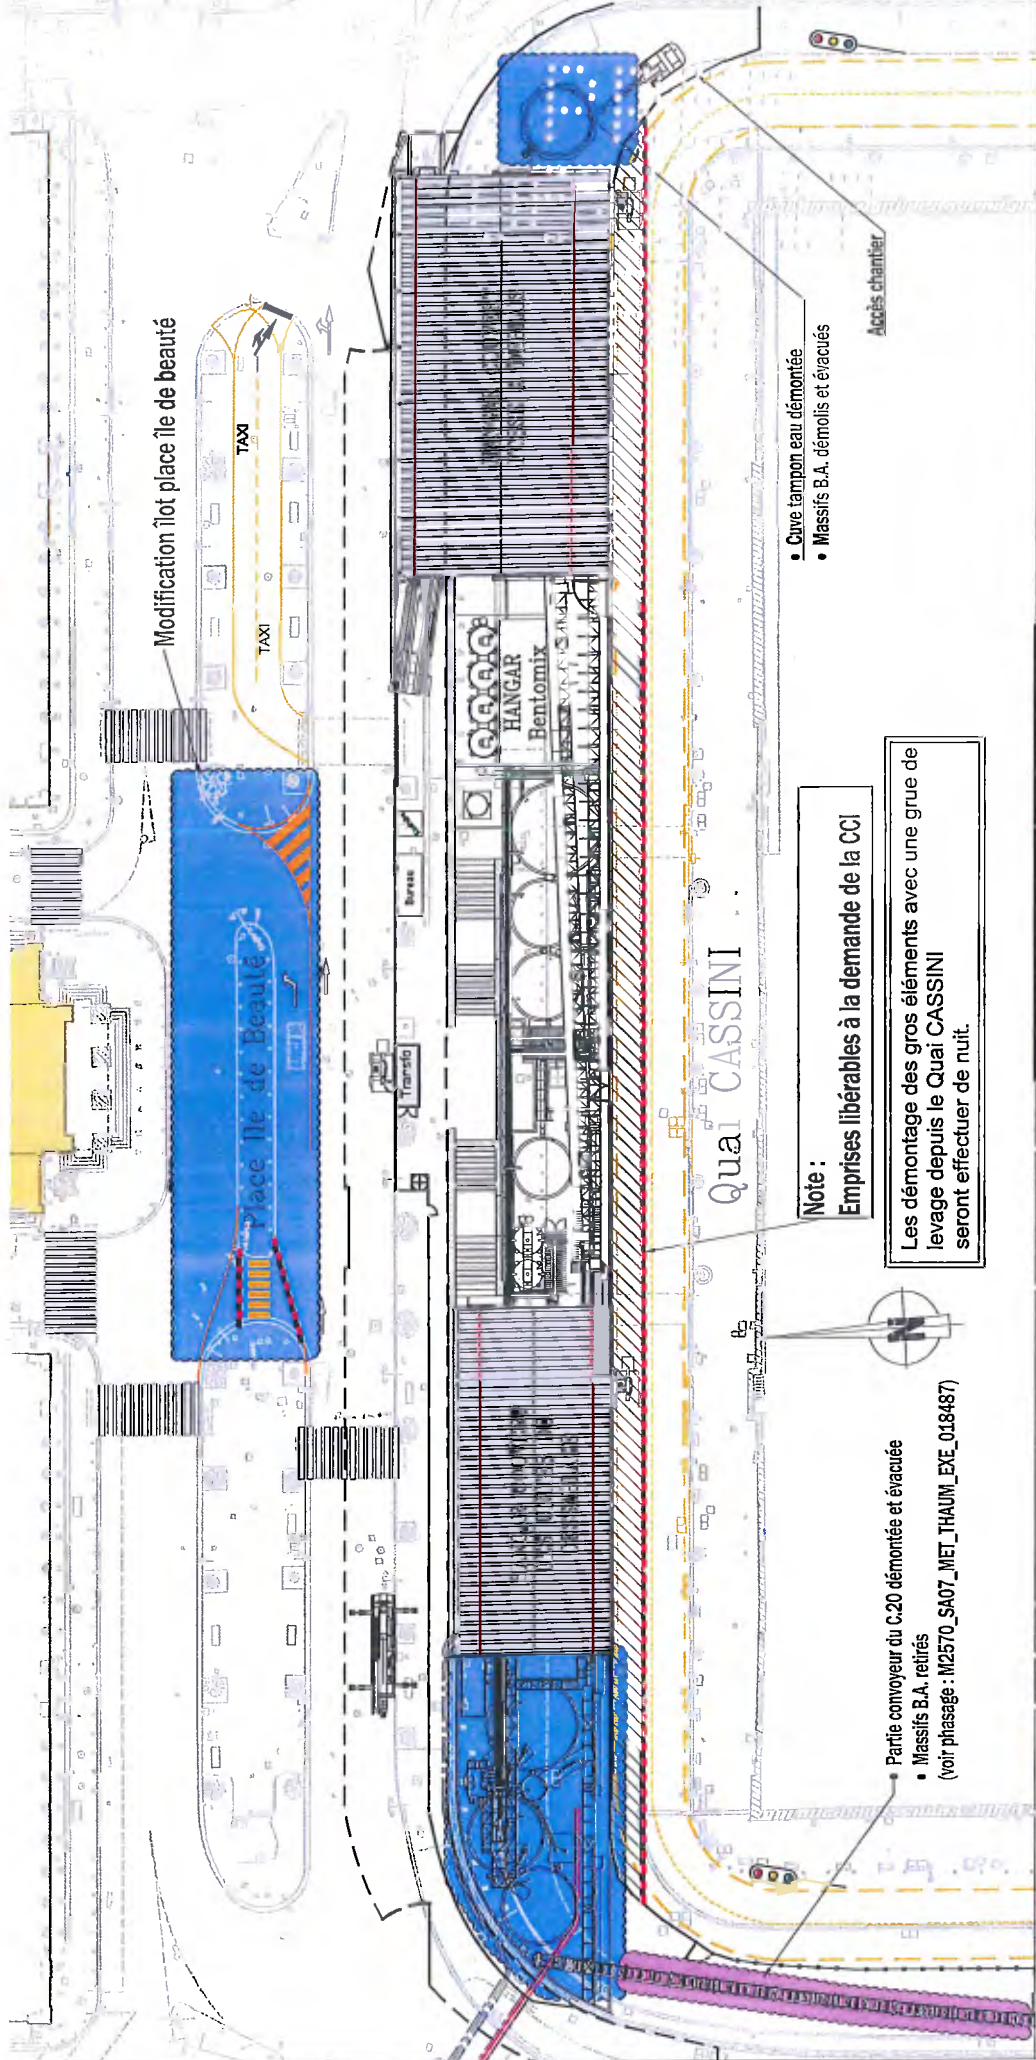 Modification îlot place île de beauté
TAXI
TAXI
Place Ile de Beauté
Bureau
Transfo
HANGAR
Bentomix
Quai CASSINI
• Cuve tampon eau démontée
• Massifs B.A. démolis et évacués
Accès chantier
Note :
Emprises libérables à la demande de la CCI
Les démontage des gros éléments avec une grue de
levage depuis le Quai CASSINI
seront effectuer de nuit.
N
• Partie convoyeur du C.20 démontée et évacuée
• Massifs B.A. retirés
(voir phasage : M2570_SA07_MET_THAUM_EXE_018487)